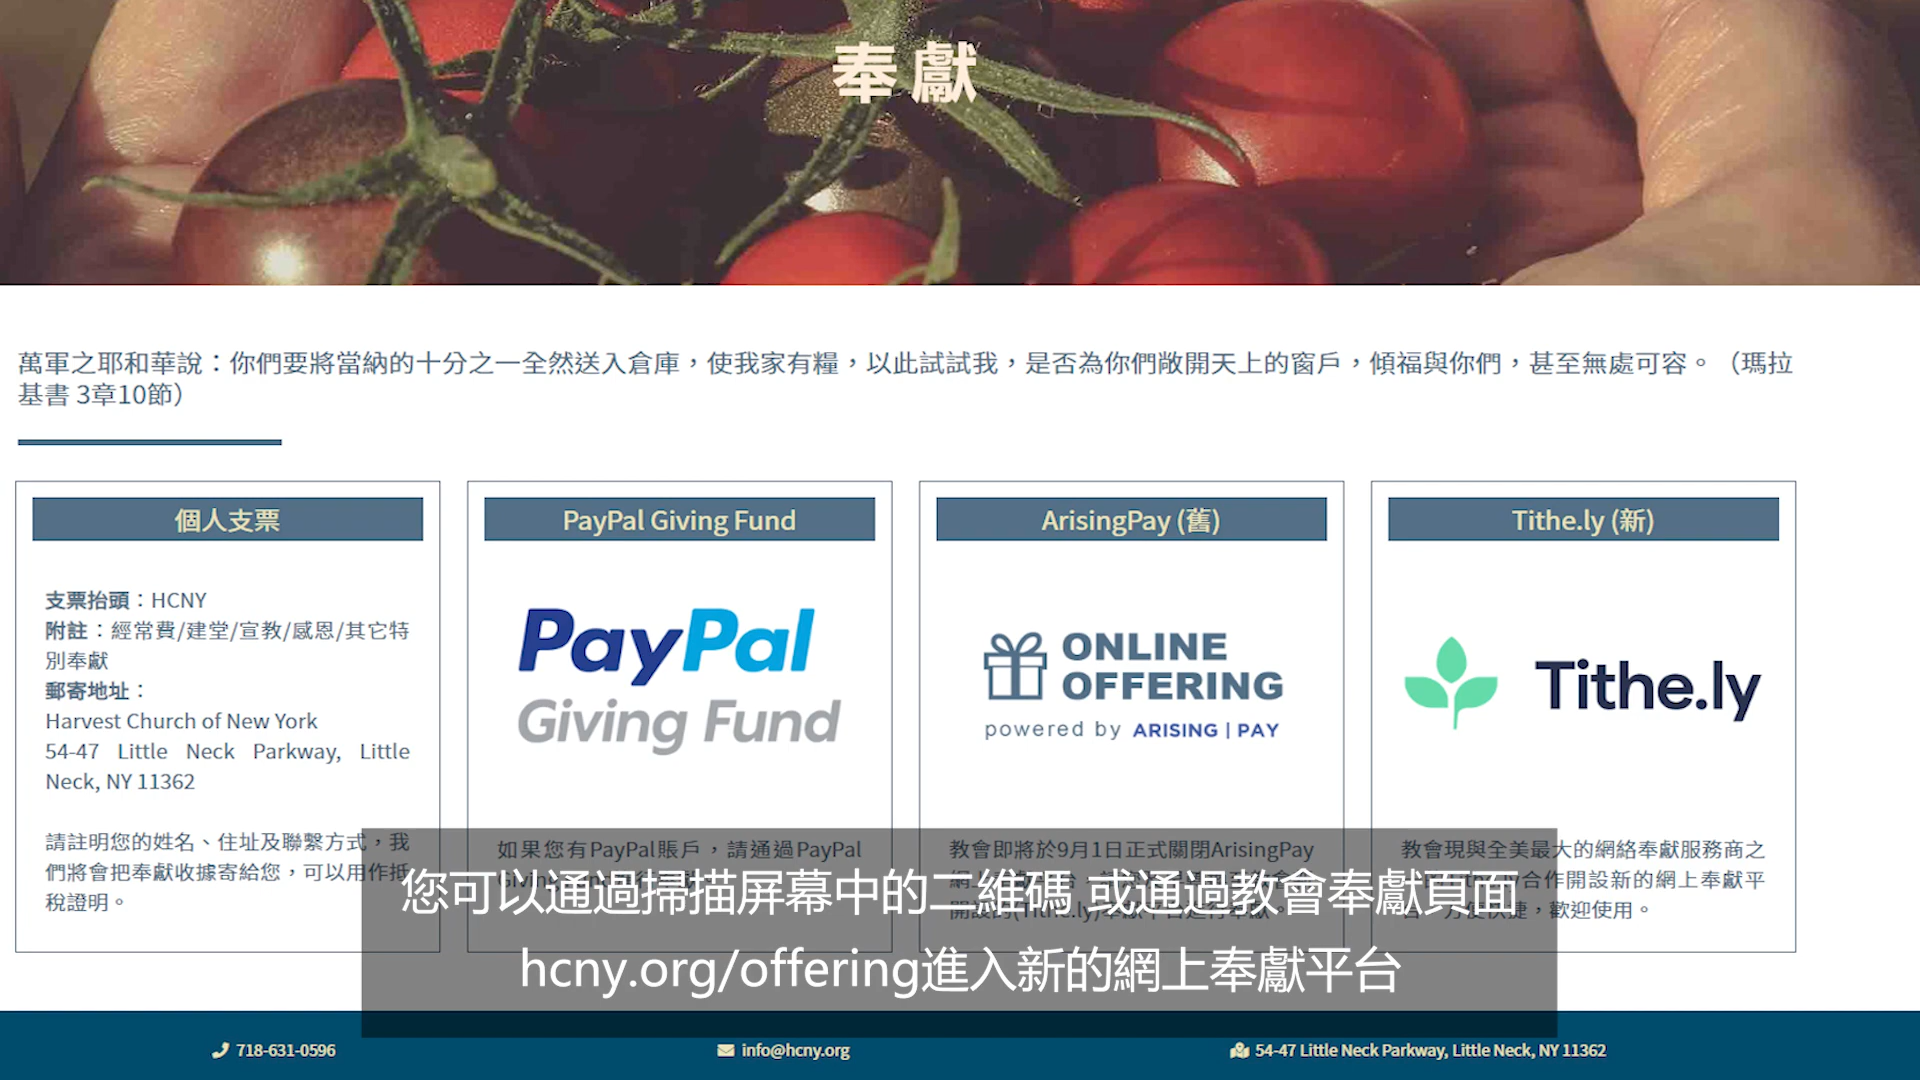 奉獻
萬軍之耶和華說：你們要將當納的十分之一全然送入倉庫，使我家有糧，以此試試我，是否為你們敞開天上的窗戶，傾福與你們，甚至無處可容。（瑪拉
基書 3章10節）
個人支票
支票抬頭：HCNY
附註：經常費/建堂/宣教/感恩/其它特
別奉獻
郵寄地址：
Harvest Church of New York
54-47 Little Neck Parkway, Little
Neck, NY 11362
請註明您的姓名、住址及聯繫方式，我
們將會把奉獻收據寄給您，可以用作抵
稅證明。
PayPal Giving Fund
PayPal
Giving Fund
如果您有PayPal賬戶，請通過PayPal
ArisingPay (舊)
ONLINE
OFFERING
powered by ARISING | PAY
教會即將於9月1日正式關閉ArisingPay
Tithe.ly (新)
Tithe.ly
教會現與全美最大的網絡奉獻服務商之
合作開設新的網上奉獻平
歡迎使用。
您可以通過掃描屏幕中的二維碼 或通過教會奉獻頁面
hcny.org/offering進入新的網上奉獻平台
718-631-0596
info@hcny.org
54-47 Little Neck Parkway, Little Neck, NY 11362